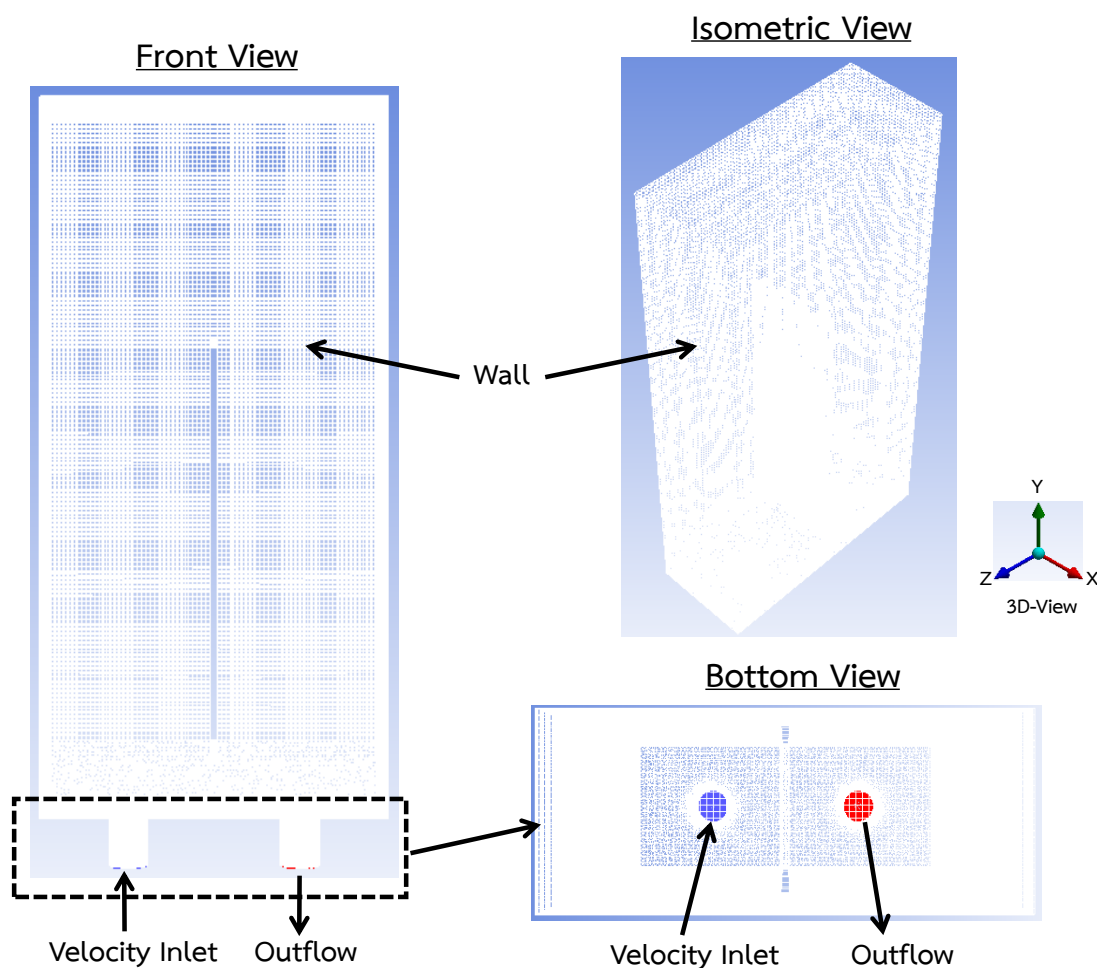 Front View
Isometric View
Wall
Y
Z
X
3D-View
Bottom View
Velocity Inlet
Outflow
Velocity Inlet
Outflow